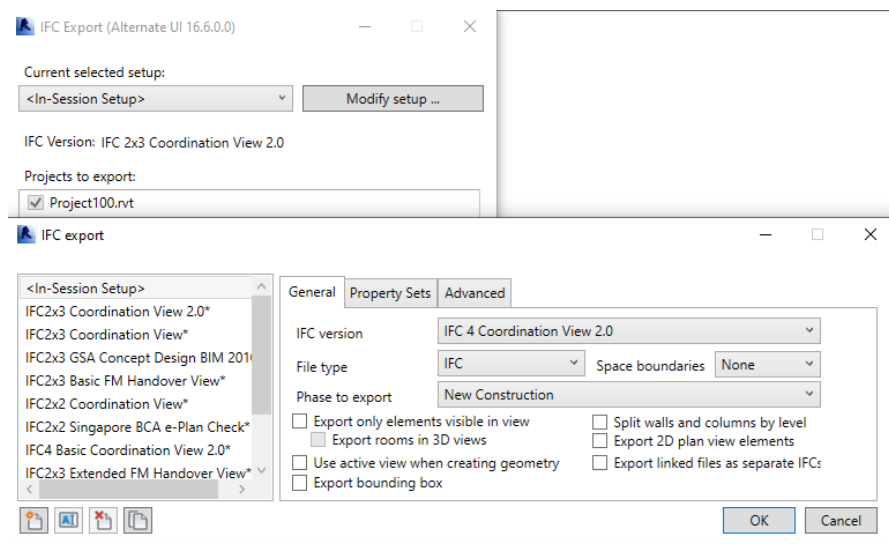 IFC Export (Alternate UI 16.6.0.0)
Current selected setup:
<In-Session Setup>
Modify setup ...
IFC Version: IFC 2x3 Coordination View 2.0
Projects to export:
Project100.rvt
IFC export
<In-Session Setup>
IFC2x3 Coordination View 2.0*
IFC2x3 Coordination View*
IFC2x3 GSA Concept Design BIM 201
IFC2x3 Basic FM Handover View*
IFC2x2 Coordination View*
IFC2x2 Singapore BCA e-Plan Check*
IFC4 Basic Coordination View 2.0*
IFC2x3 Extended FM Handover View*
General Property Sets Advanced
IFC version IFC 4 Coordination View 2.0
File type IFC Space boundaries None
Phase to export New Construction
Export only elements visible in view
Export rooms in 3D views
Use active view when creating geometry
Export bounding box
Split walls and columns by level
Export 2D plan view elements
Export linked files as separate IFCs
OK Cancel